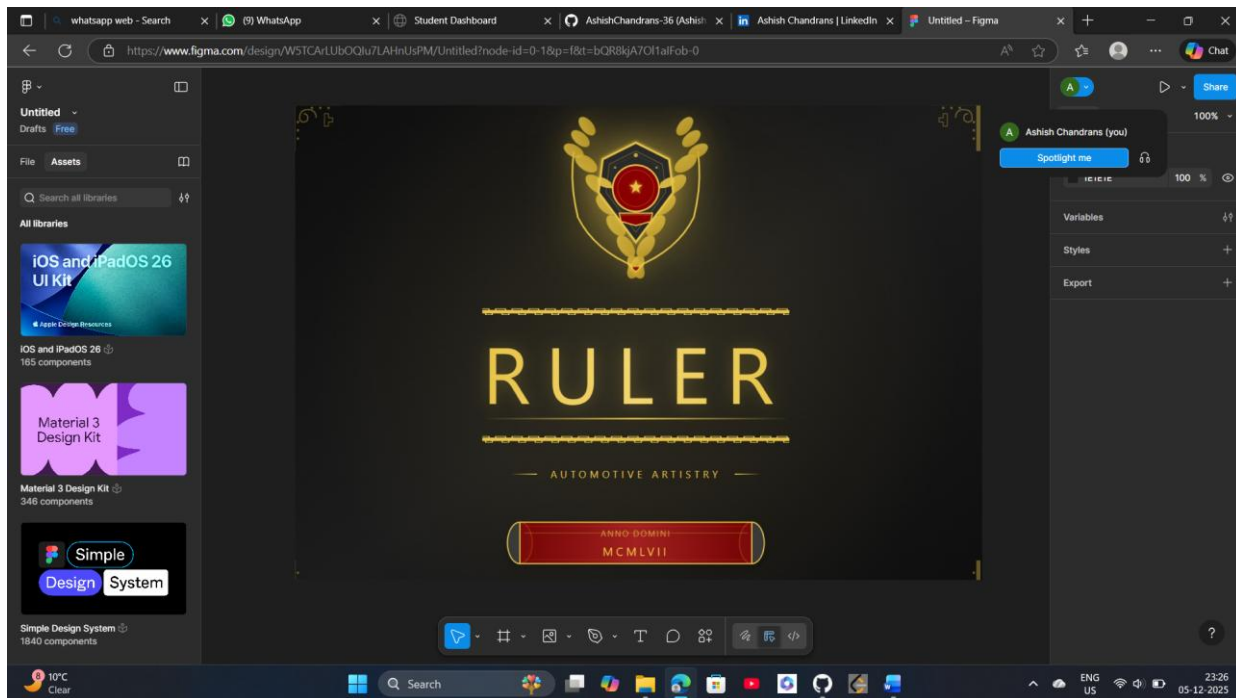 whatsapp web - Search
(9) WhatsApp
Student Dashboard
AshishChandrans-36 (Ashish
Ashish Chandrans | LinkedIn
Untitled – Figma
https://www.figma.com/design/W5TCArLUbOQIu7LAHnUsPM/Untitled?node-id=0-1&p=f&t=bQR8kjA7Ol1aIFob-0
Chat
Untitled
Drafts Free
File Assets
Search all libraries
All libraries
iOS and iPadOS 26
UI Kit
Apple Design Resources
iOS and iPadOS 26
165 components
Material 3
Design Kit
Material 3 Design Kit
346 components
Simple
Design System
Simple Design System
1840 components
RULER
AUTOMOTIVE ARTISTRY
ANNO DOMINI
MCMLVII
A
Share
100%
A Ashish Chandrans (you)
Spotlight me
1E1E1E 100 %
Variables
Styles
Export
?
8
10°C
Clear
Search
ENG
US
23:26
05-12-2025